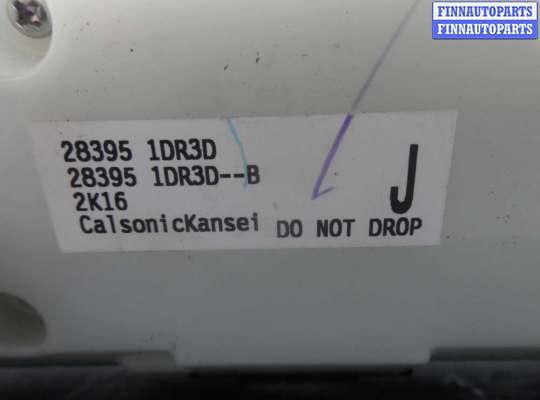 FINNAUTOPARTS
FINNAUTOPARTS
28395 1DR3D
28395 1DR3D--B
2K16
J
CalsonicKansei DO NOT DROP